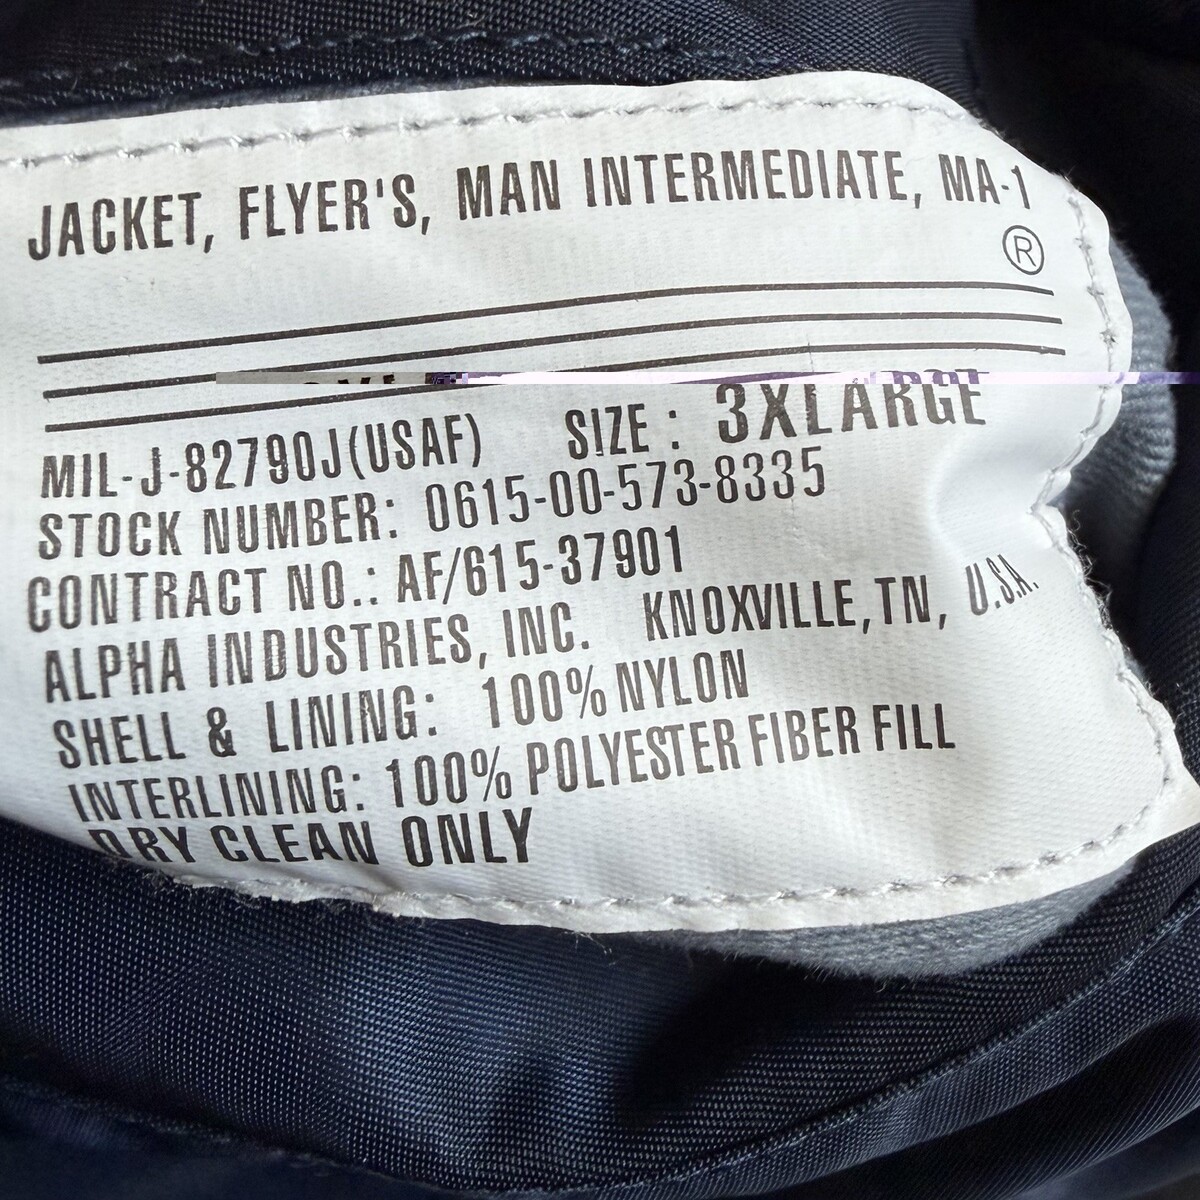 JACKET, FLYER'S, MAN INTERMEDIATE, MA-1
®
MIL-J-82790J(USAF) SIZE : 3XLARGE
STOCK NUMBER: 0615-00-573-8335
CONTRACT NO.: AF/615-37901
ALPHA INDUSTRIES, INC. KNOXVILLE, TN, U.S.A.
SHELL & LINING: 100% NYLON
INTERLINING: 100% POLYESTER FIBER FILL
DRY CLEAN ONLY